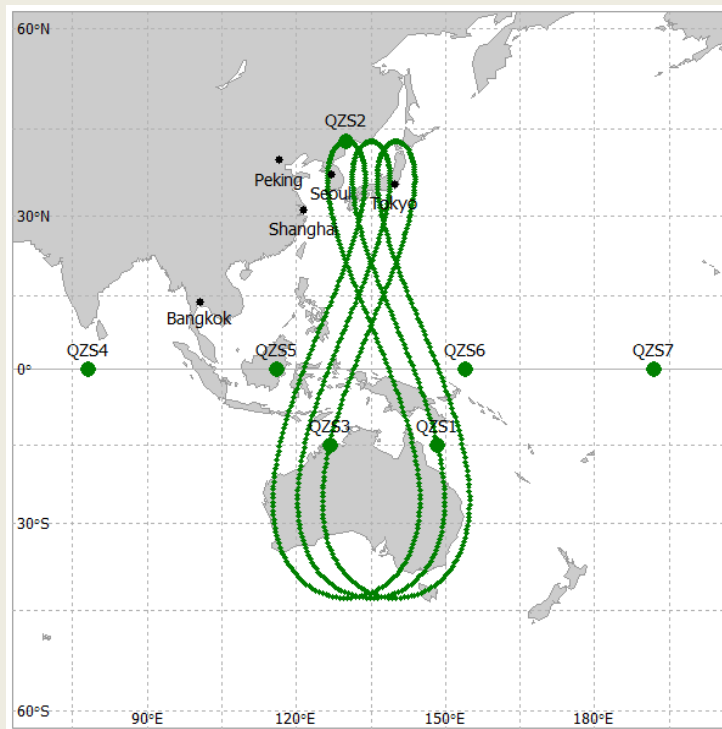 60°N
QZS2
Peking
Seoul
Tokyo
30°N
Shanghai
Bangkok
QZS4
QZS5
QZS6
QZS7
0°
QZS3
QZS1
30°S
60°S
90°E
120°E
150°E
180°E